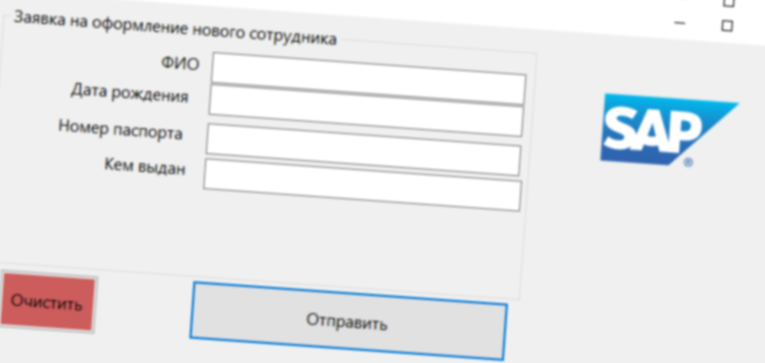 Заявка на оформление нового сотрудника
ФИО
Дата рождения
Номер паспорта
Кем выдан
SAP ®
Очистить
Отправить